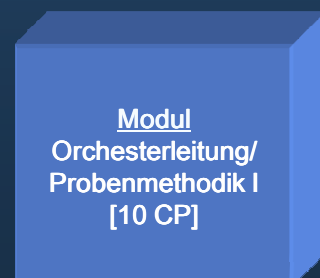 Modul
Orchesterleitung/
Probenmethodik I
[10 CP]